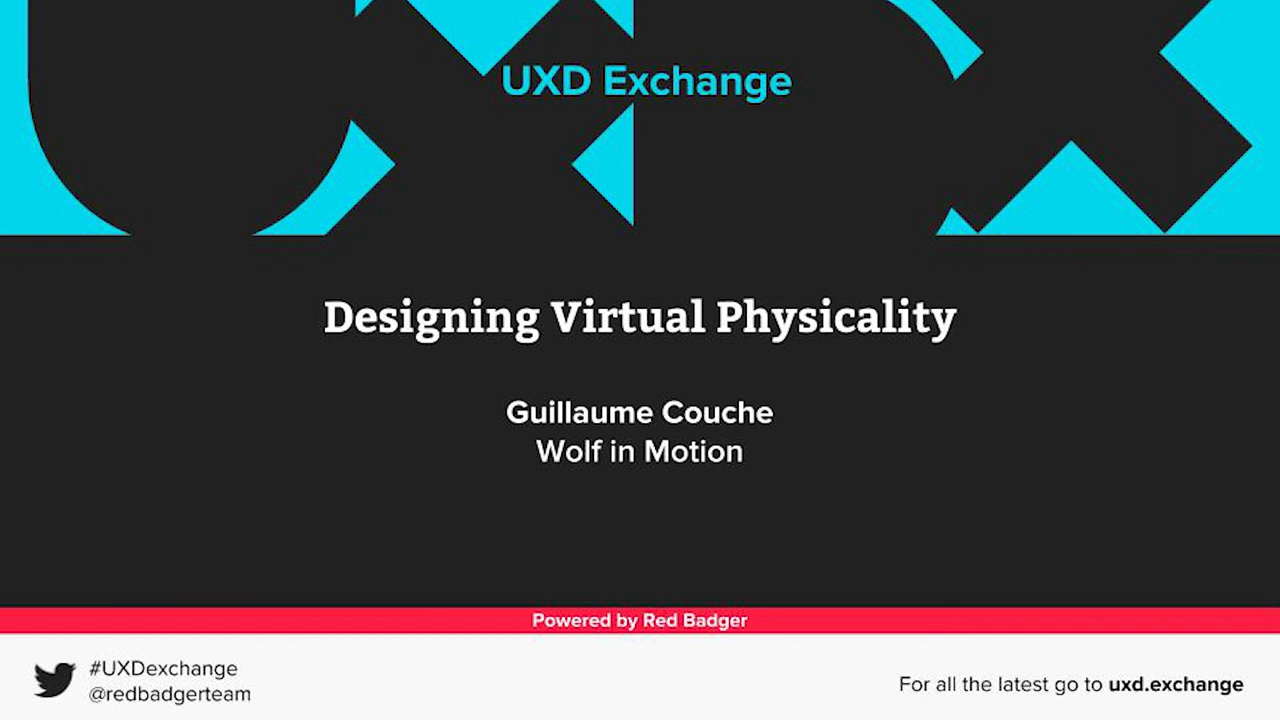 UXD Exchange
Designing Virtual Physicality
Guillaume Couche
Wolf in Motion
Powered by Red Badger
#UXDexchange
@redbadgerteam
For all the latest go to uxd.exchange